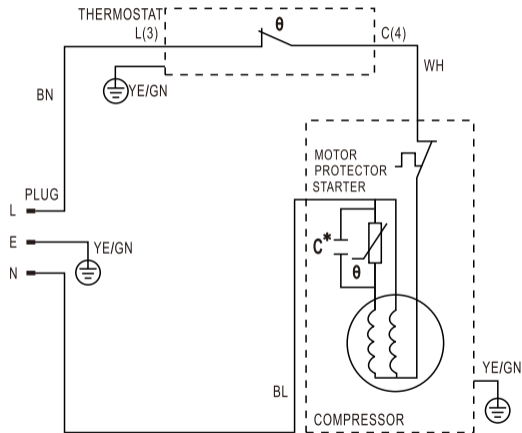 THERMOSTAT
L(3)
θ
C(4)
WH
YE/GN
BN
MOTOR
PROTECTOR
STARTER
PLUG
L
E
YE/GN
N
C*
θ
BL
YE/GN
COMPRESSOR